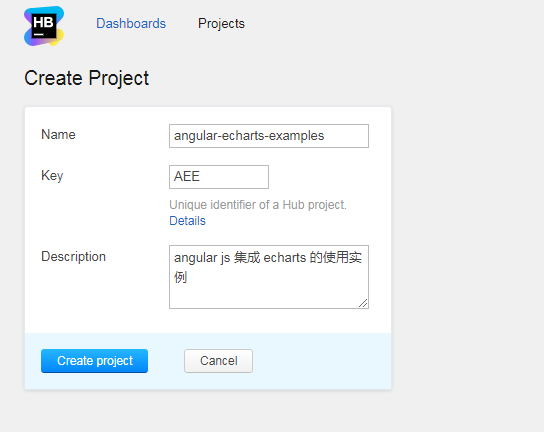 HB
Dashboards
Projects
Create Project
Name
angular-echarts-examples
Key
AEE
Unique identifier of a Hub project.
Details
Description
angular js 集成 echarts 的使用实
例
Create project
Cancel